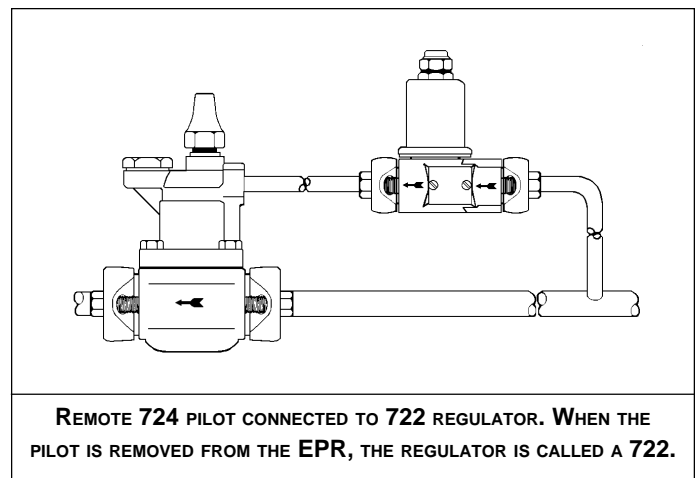 REMOTE 724 PILOT CONNECTED TO 722 REGULATOR. WHEN THE
PILOT IS REMOVED FROM THE EPR, THE REGULATOR IS CALLED A 722.